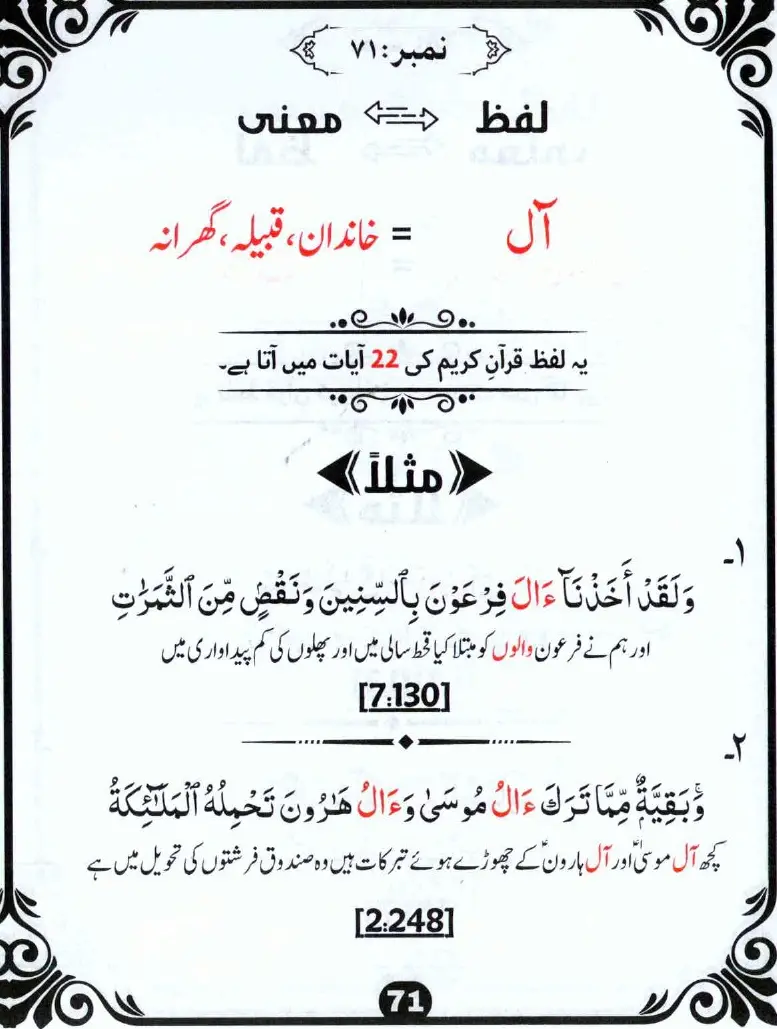 نمبر: ۷۱
لفظ معنی
آل = خاندان، قبیلہ، گھرانہ
یہ لفظ قرآنِ کریم کی 22 آیات میں آتا ہے۔
مثلاً
۱۔
وَلَقَدْ أَخَذْنَآ ءَالَ فِرْعَوْنَ بِٱلسِّنِينَ وَنَقْصٍ مِّنَ ٱلثَّمَرَٰتِ
اور ہم نے فرعون والوں کو مبتلا کیا قحط سالی میں اور پھلوں کی کم پیداواری میں
[7:130]
۲۔
وَبَقِيَّةٌ مِّمَّا تَرَكَ ءَالُ مُوسَىٰ وَءَالُ هَٰرُونَ تَحْمِلُهُ ٱلْمَلَٰٓئِكَةُ
کچھ آل موسیٰؑ اور آل ہارونؑ کے چھوڑے ہوئے تبرکات ہیں وہ صندوق فرشتوں کی تحویل میں ہے
[2:248]
71